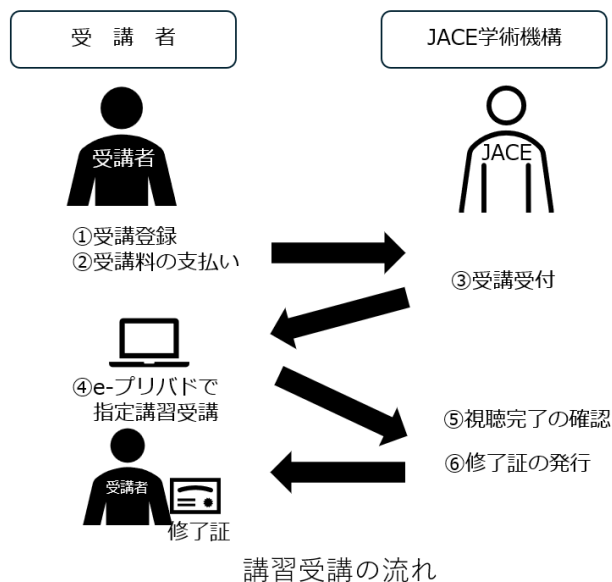 受 講 者
JACE学術機構
受講者
JACE
①受講登録
②受講料の支払い
③受講受付
④e-プリバドで
指定講習受講
⑤視聴完了の確認
⑥修了証の発行
受講者
修了証
講習受講の流れ